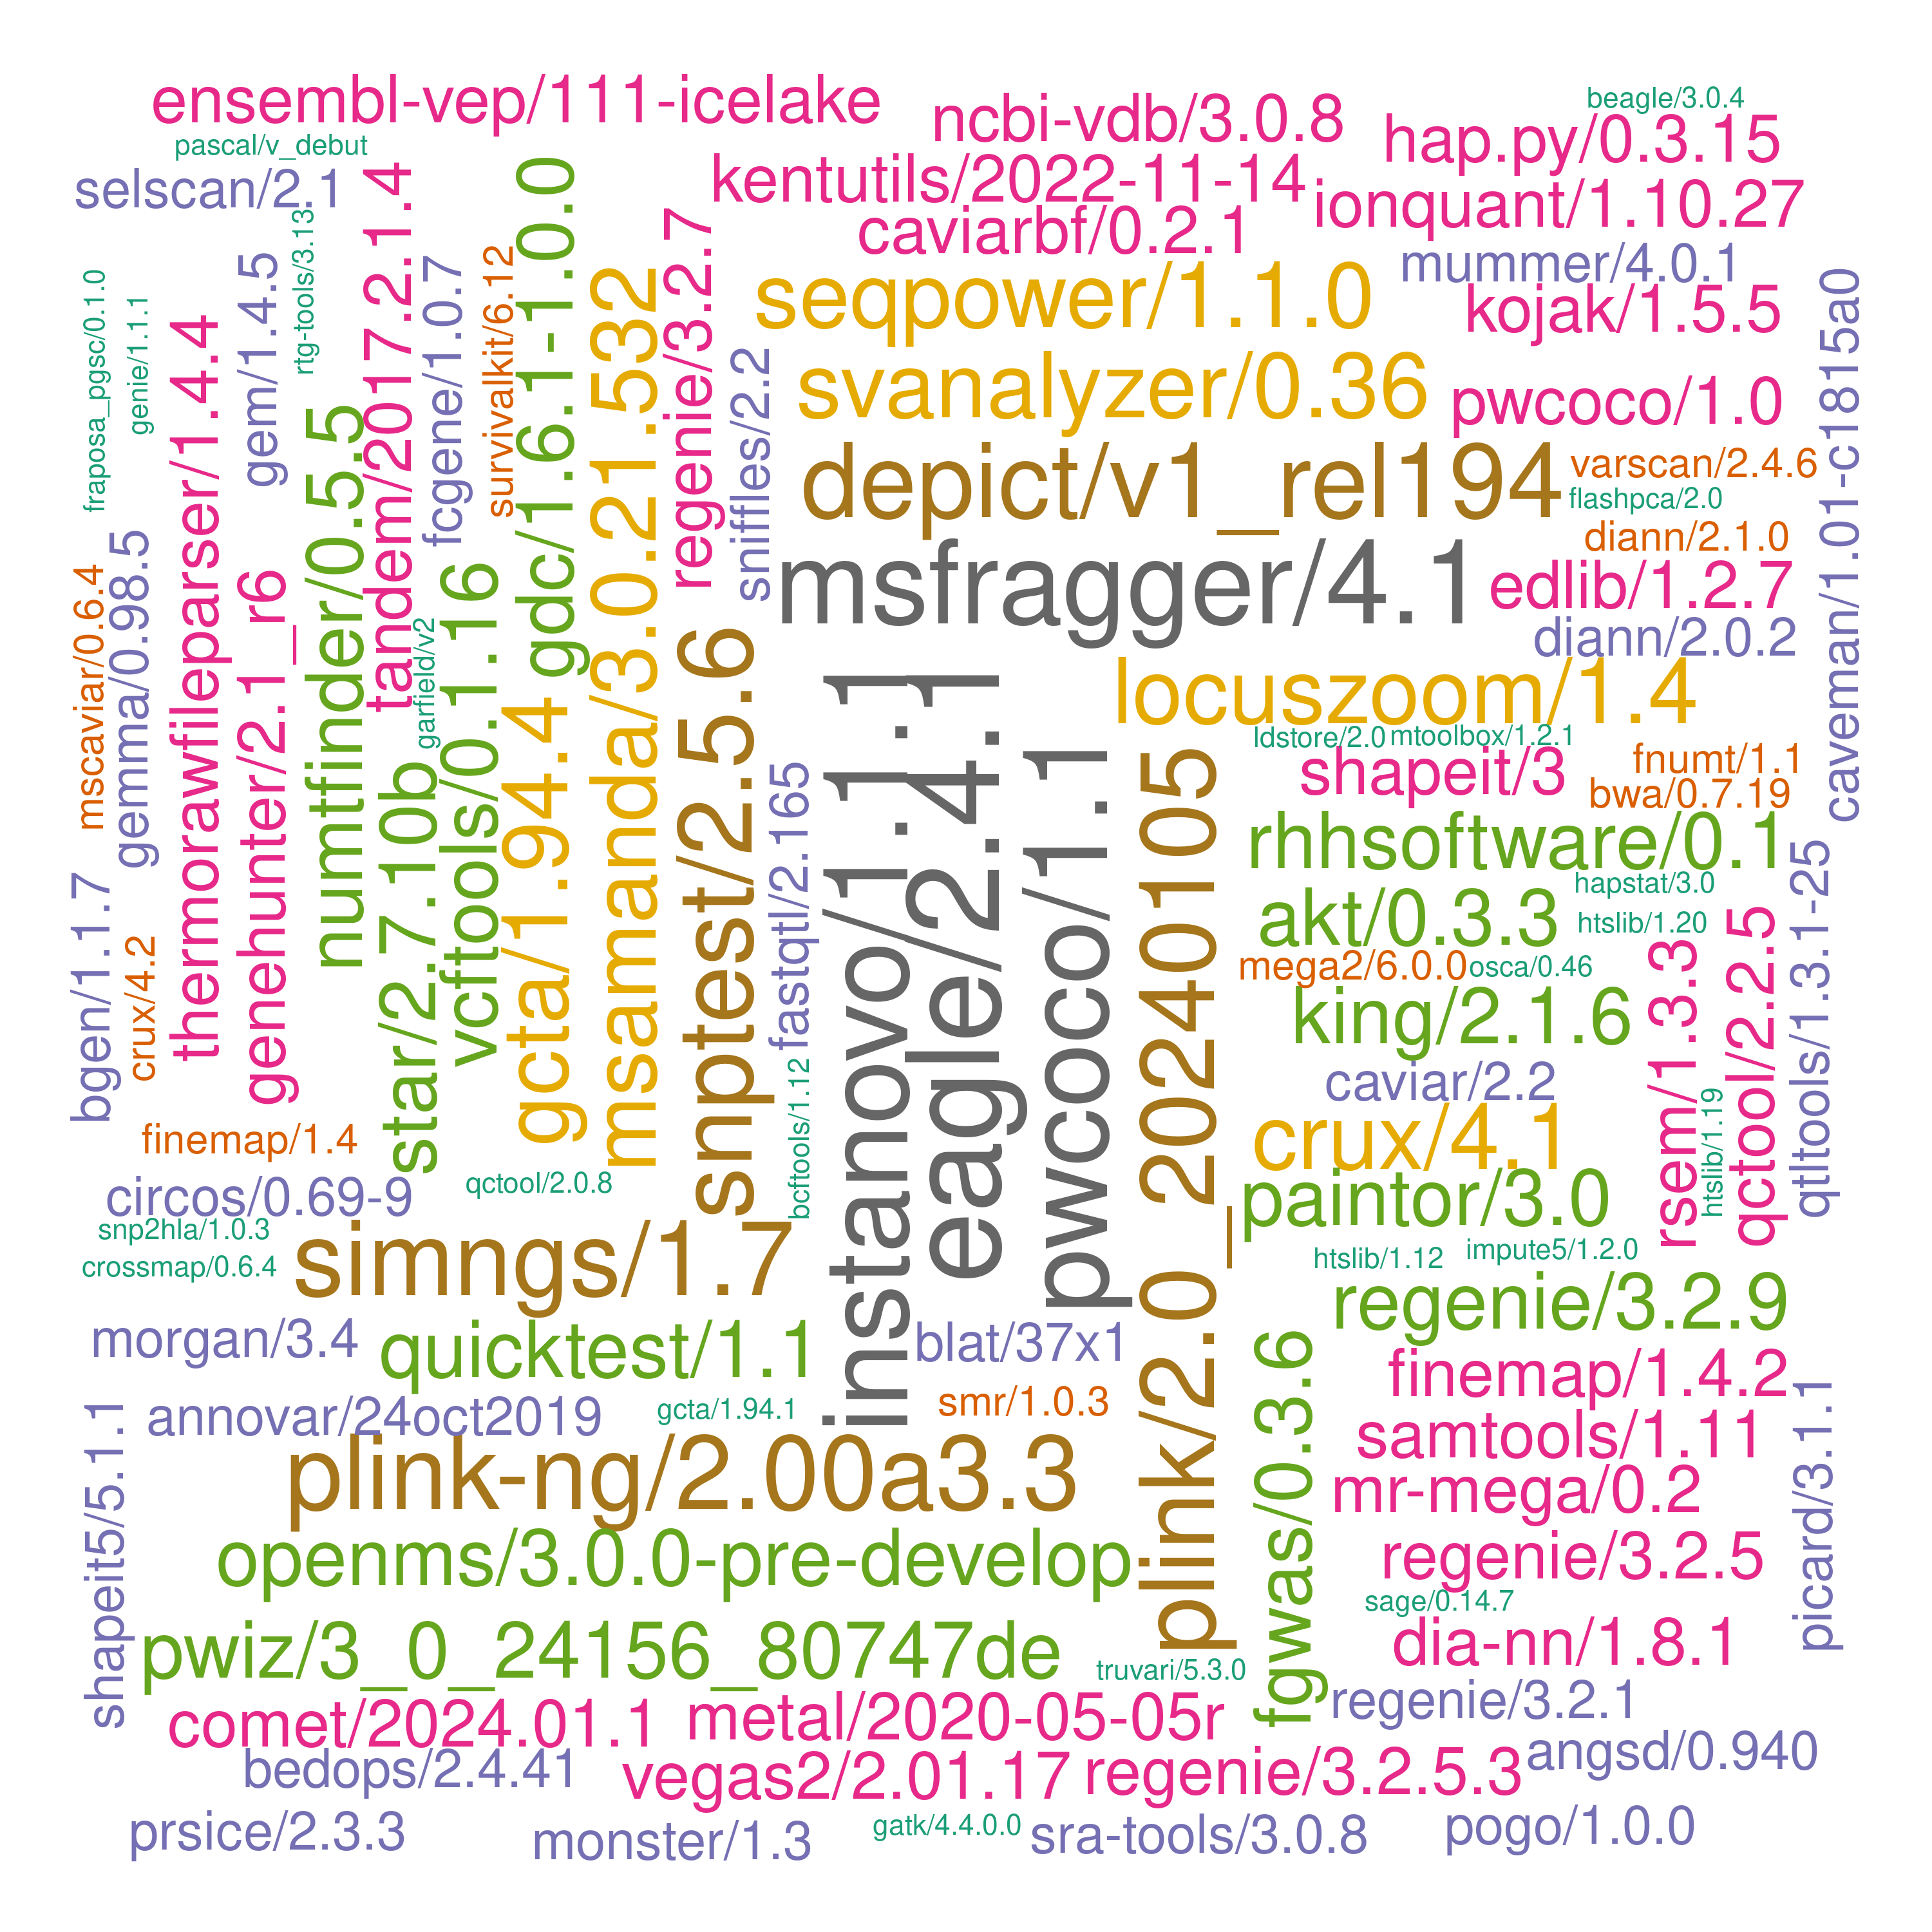 ensembl-vep/111-icelake
ncbi-vdb/3.0.8
beagle/3.0.4
hap.py/0.3.15
pascal/v_debut
selscan/2.1
kentutils/2022-11-14
ionquant/1.10.27
caviarbf/0.2.1
mummer/4.0.1
seqpower/1.1.0
kojak/1.5.5
svanalyzer/0.36
pwcoco/1.0
depict/v1_rel194
varscan/2.4.6
flashpca/2.0
diann/2.1.0
msfragger/4.1
edlib/1.2.7
diann/2.0.2
locuszoom/1.4
ldstore/2.0
mtoolbox/1.2.1
shapeit/3
fnumt/1.1
bwa/0.7.19
rhhsoftware/0.1
hapstat/3.0
akt/0.3.3
htslib/1.20
mega2/6.0.0
osca/0.46
king/2.1.6
caviar/2.2
crux/4.1
paintor/3.0
htslib/1.12
impute5/1.2.0
regenie/3.2.9
fraposa_pgsc/0.1.0
genie/1.1.1
mscaviar/0.6.4
gemma/0.98.5
bgen/1.1.7
crux/4.2
thermorawfileparser/1.4.4
gem/1.4.5
genehunter/2.1_r6
rtg-tools/3.13
numtfinder/0.5.5
tandem/2017.2.1.4
star/2.7.10b
garfield/v2
fcgene/1.0.7
vcftools/0.1.16
survivalkit/6.12
gdc/1.6.1-1.0.0
gcta/1.94.4
msamanda/3.0.21.532
regenie/3.2.7
snptest/2.5.6
sniffles/2.2
fastqtl/2.165
bcftools/1.12
instanovo/1.1.1
eagle/2.4.1
pwcoco/1.1
plink/2.0_20240105
fgwas/0.3.6
rsem/1.3.3
htslib/1.19
qctool/2.2.5
qtltools/1.3.1-25
caveman/1.01-c1815a0
picard/3.1.1
finemap/1.4
qctool/2.0.8
circos/0.69-9
snp2hla/1.0.3
crossmap/0.6.4
simngs/1.7
morgan/3.4
quicktest/1.1
blat/37x1
finemap/1.4.2
annovar/24oct2019
gcta/1.94.1
smr/1.0.3
samtools/1.11
plink-ng/2.00a3.3
mr-mega/0.2
shapeit5/5.1.1
openms/3.0.0-pre-develop
regenie/3.2.5
sage/0.14.7
pwiz/3_0_24156_80747de
truvari/5.3.0
dia-nn/1.8.1
comet/2024.01.1
metal/2020-05-05r
regenie/3.2.1
bedops/2.4.41
vegas2/2.01.17
regenie/3.2.5.3
angsd/0.940
prsice/2.3.3
monster/1.3
gatk/4.4.0.0
sra-tools/3.0.8
pogo/1.0.0